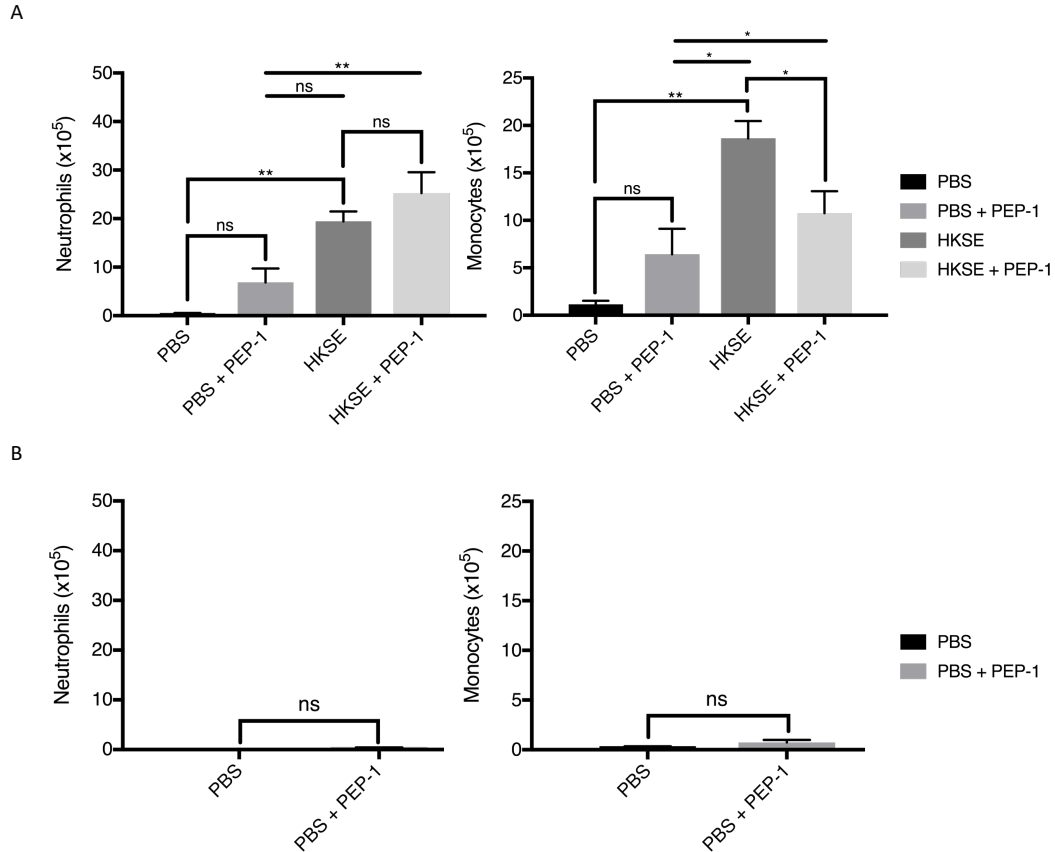 A
Neutrophils (x10⁵)
50
40
30
20
10
0
**
ns
ns
**
ns
PBS
PBS + PEP-1
HKSE
HKSE + PEP-1
Monocytes (x10⁵)
25
20
15
10
5
0
*
*
*
**
ns
PBS
PBS + PEP-1
HKSE
HKSE + PEP-1
PBS
PBS + PEP-1
HKSE
HKSE + PEP-1
B
Neutrophils (x10⁵)
50
40
30
20
10
0
ns
PBS
PBS + PEP-1
Monocytes (x10⁵)
25
20
15
10
5
0
ns
PBS
PBS + PEP-1
PBS
PBS + PEP-1